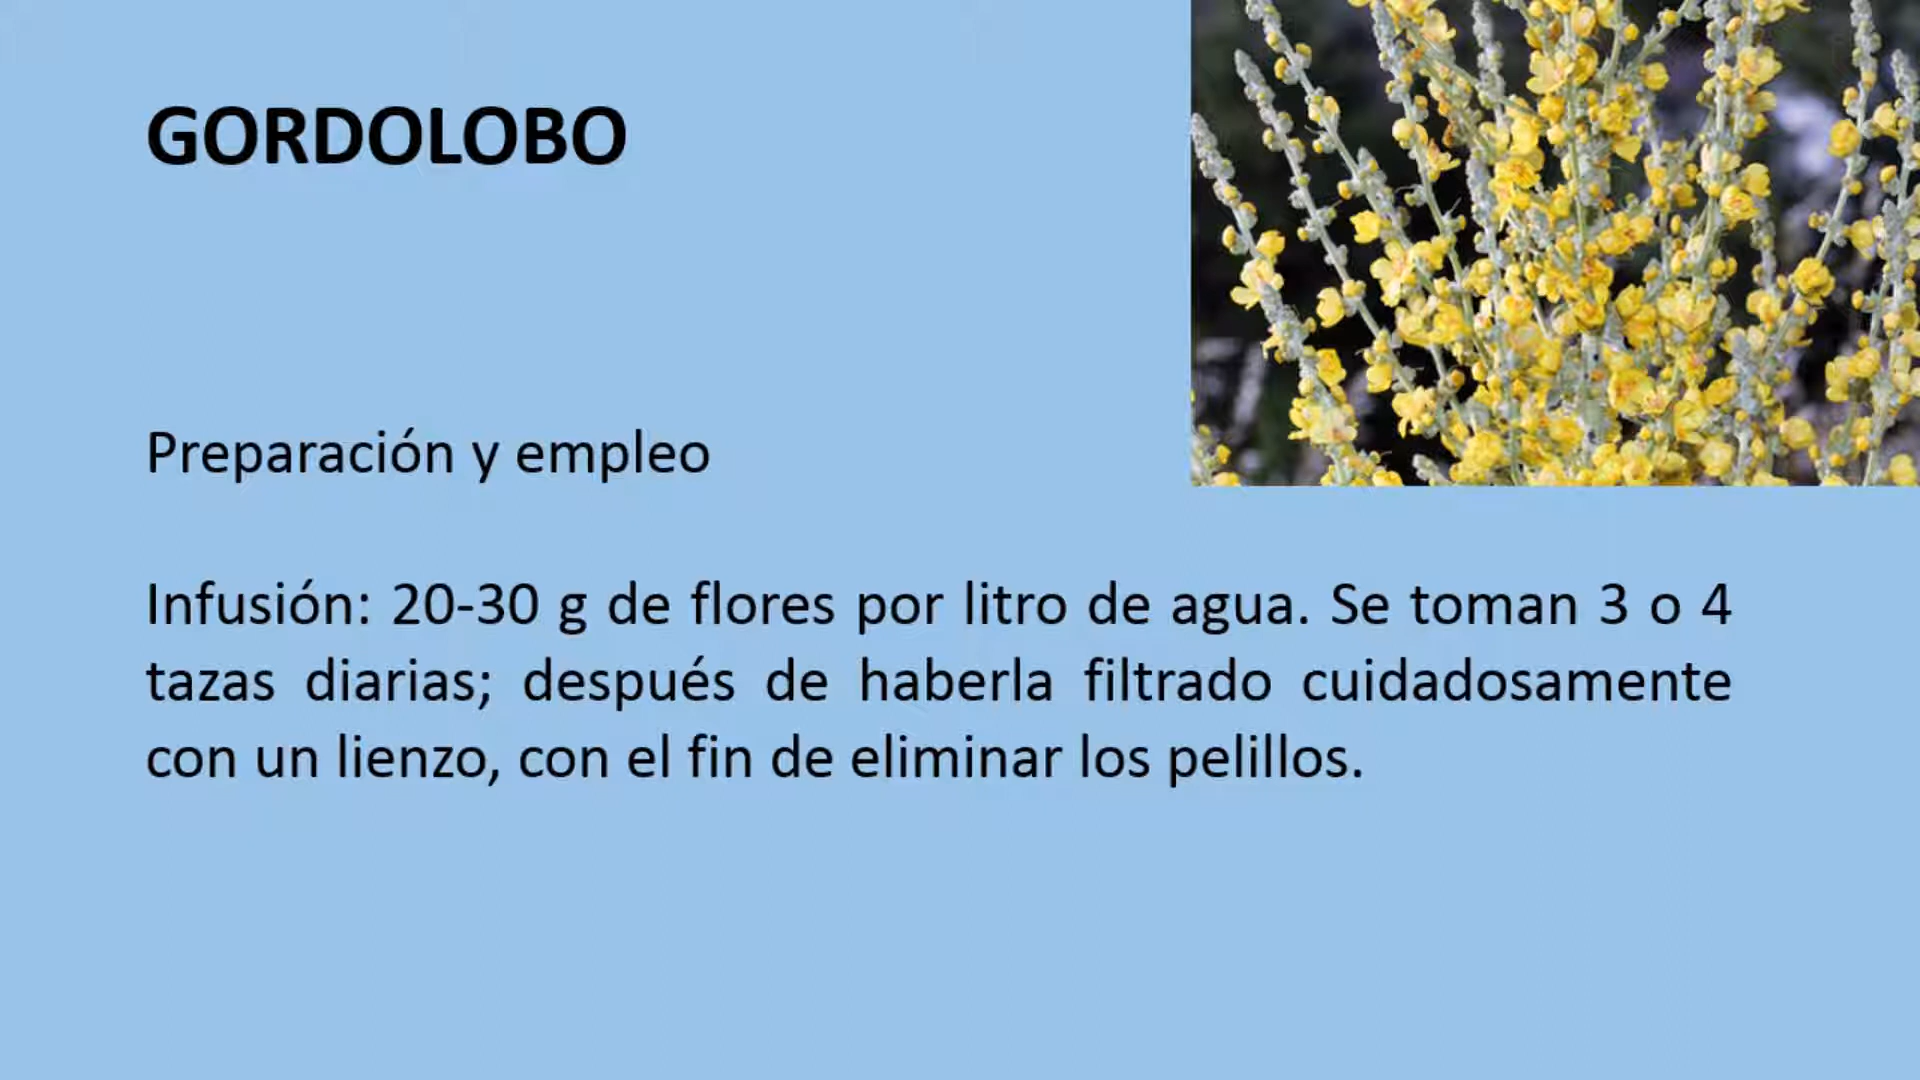 GORDOLOBO
Preparación y empleo
Infusión: 20-30 g de flores por litro de agua. Se toman 3 o 4
tazas diarias; después de haberla filtrado cuidadosamente
con un lienzo, con el fin de eliminar los pelillos.